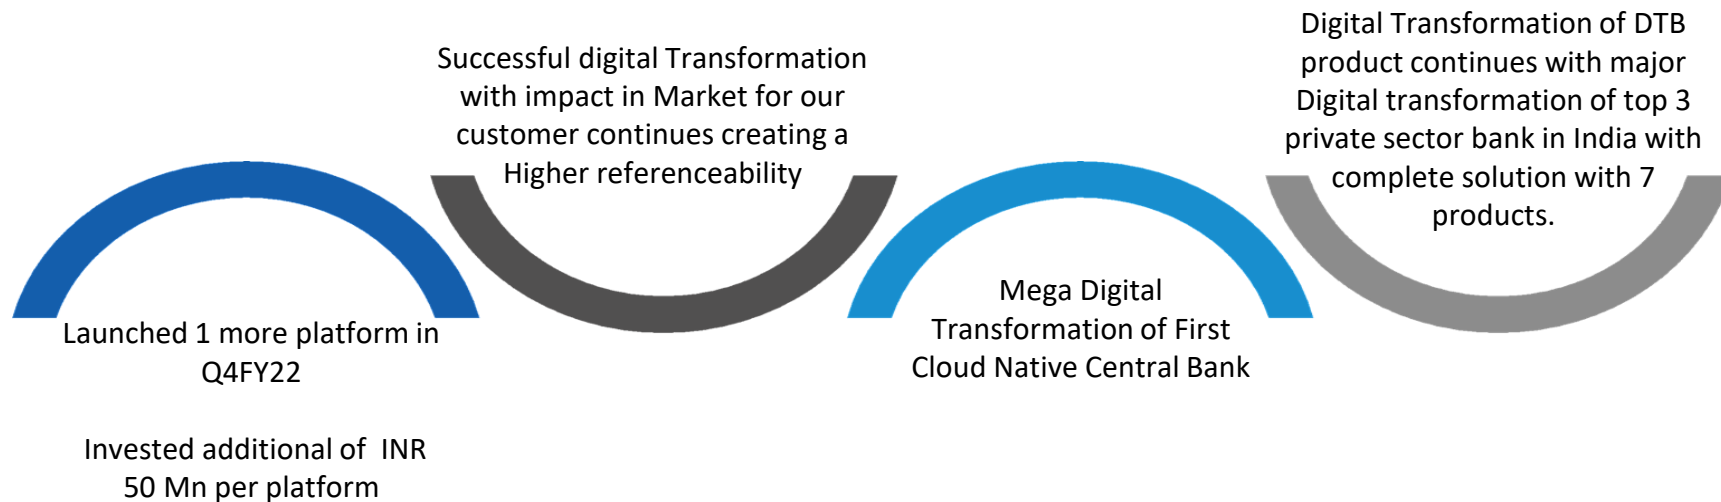 Launched 1 more platform in
Q4FY22
Invested additional of INR
50 Mn per platform
Successful digital Transformation
with impact in Market for our
customer continues creating a
Higher referenceability
Mega Digital
Transformation of First
Cloud Native Central Bank
Digital Transformation of DTB
product continues with major
Digital transformation of top 3
private sector bank in India with
complete solution with 7
products.